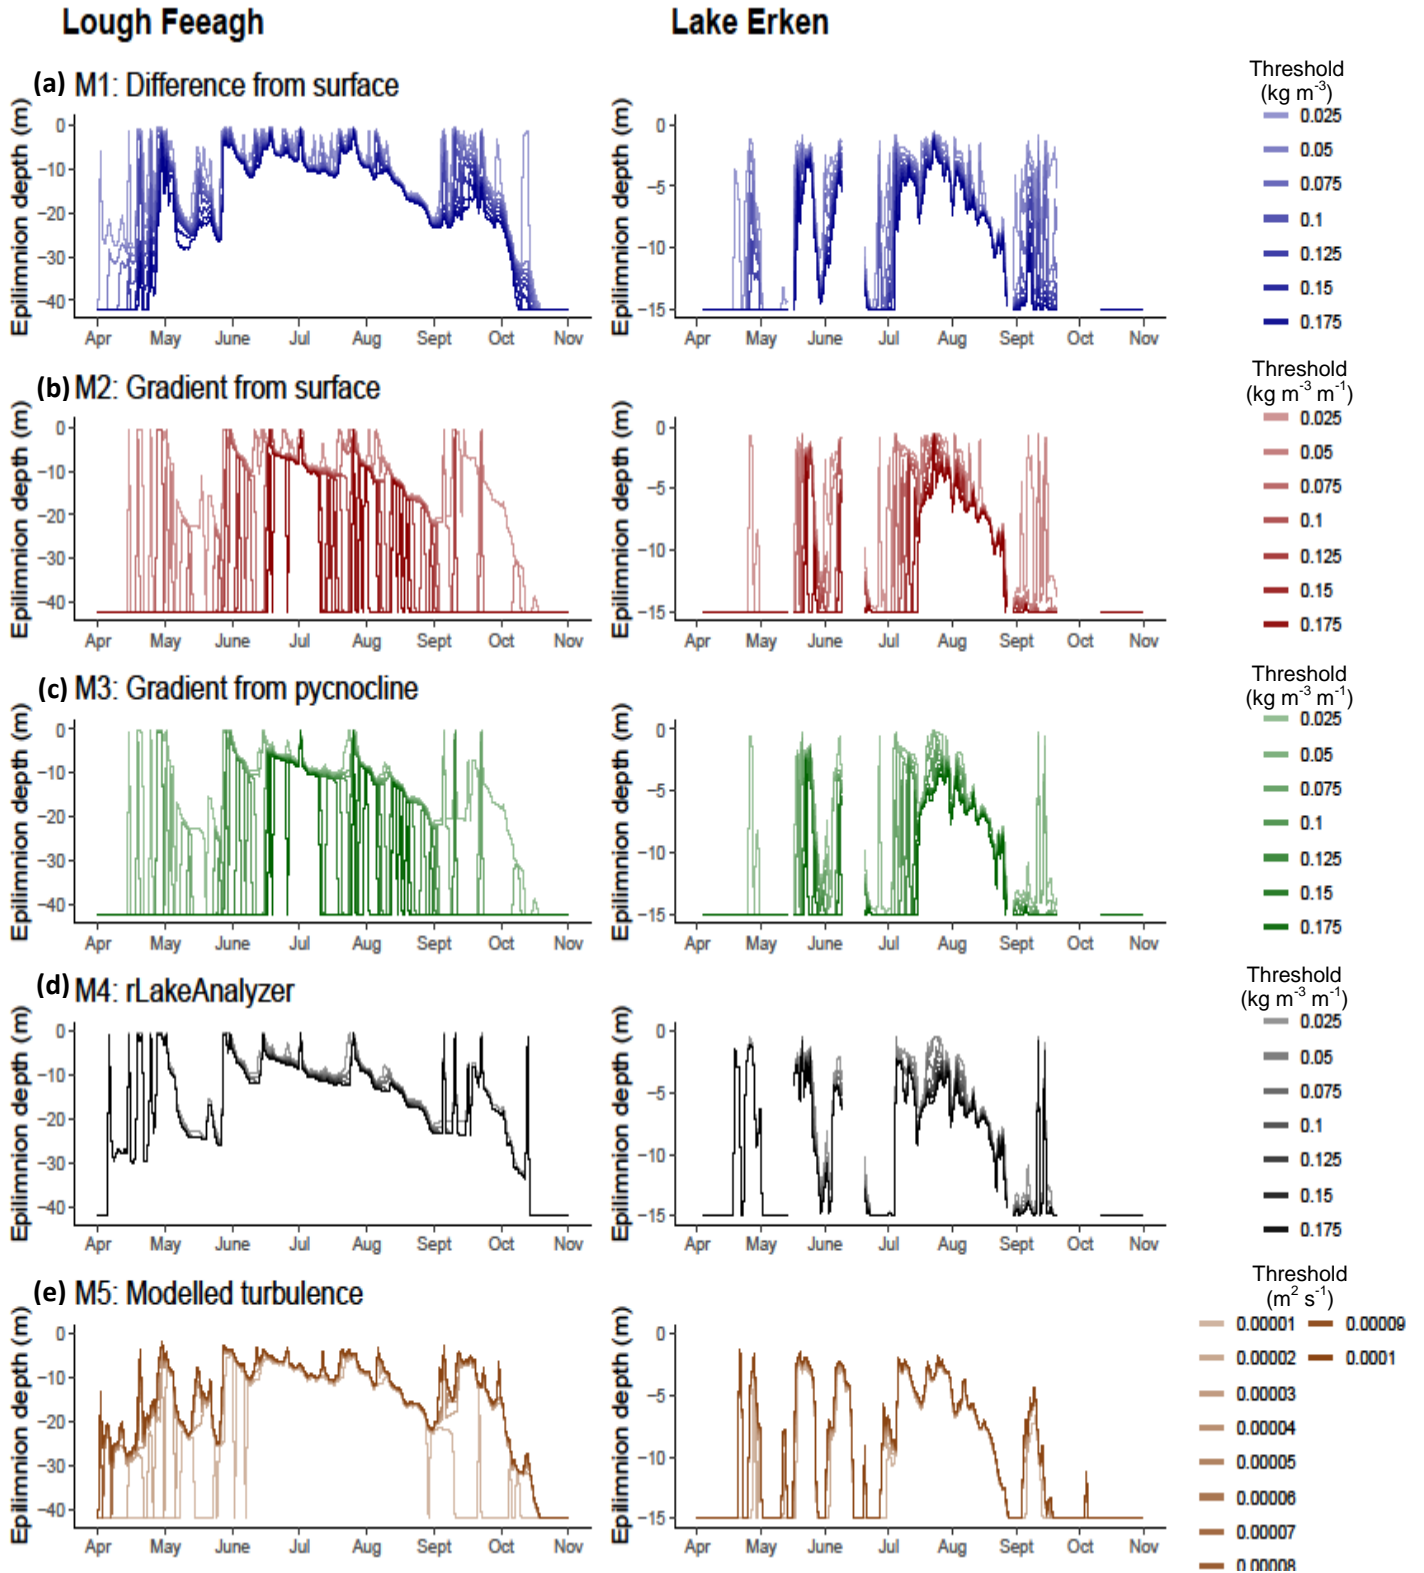 Lough Feeagh
Lake Erken
(a) M1: Difference from surface
Epilimnion depth (m)
0
−10
−20
−30
−40
Apr May June Jul Aug Sept Oct Nov
Epilimnion depth (m)
0
−5
−10
−15
Apr May June Jul Aug Sept Oct Nov
Threshold
(kg m-3)
0.025
0.05
0.075
0.1
0.125
0.15
0.175
(b) M2: Gradient from surface
Epilimnion depth (m)
0
−10
−20
−30
−40
Apr May June Jul Aug Sept Oct Nov
Epilimnion depth (m)
0
−5
−10
−15
Apr May June Jul Aug Sept Oct Nov
Threshold
(kg m-3 m-1)
0.025
0.05
0.075
0.1
0.125
0.15
0.175
(c) M3: Gradient from pycnocline
Epilimnion depth (m)
0
−10
−20
−30
−40
Apr May June Jul Aug Sept Oct Nov
Epilimnion depth (m)
0
−5
−10
−15
Apr May June Jul Aug Sept Oct Nov
Threshold
(kg m-3 m-1)
0.025
0.05
0.075
0.1
0.125
0.15
0.175
(d) M4: rLakeAnalyzer
Epilimnion depth (m)
0
−10
−20
−30
−40
Apr May June Jul Aug Sept Oct Nov
Epilimnion depth (m)
0
−5
−10
−15
Apr May June Jul Aug Sept Oct Nov
Threshold
(kg m-3 m-1)
0.025
0.05
0.075
0.1
0.125
0.15
0.175
(e) M5: Modelled turbulence
Epilimnion depth (m)
0
−10
−20
−30
−40
Apr May June Jul Aug Sept Oct Nov
Epilimnion depth (m)
0
−5
−10
−15
Apr May June Jul Aug Sept Oct Nov
Threshold
(m2 s-1)
0.00001 0.00009
0.00002 0.0001
0.00003
0.00004
0.00005
0.00006
0.00007
0.00008